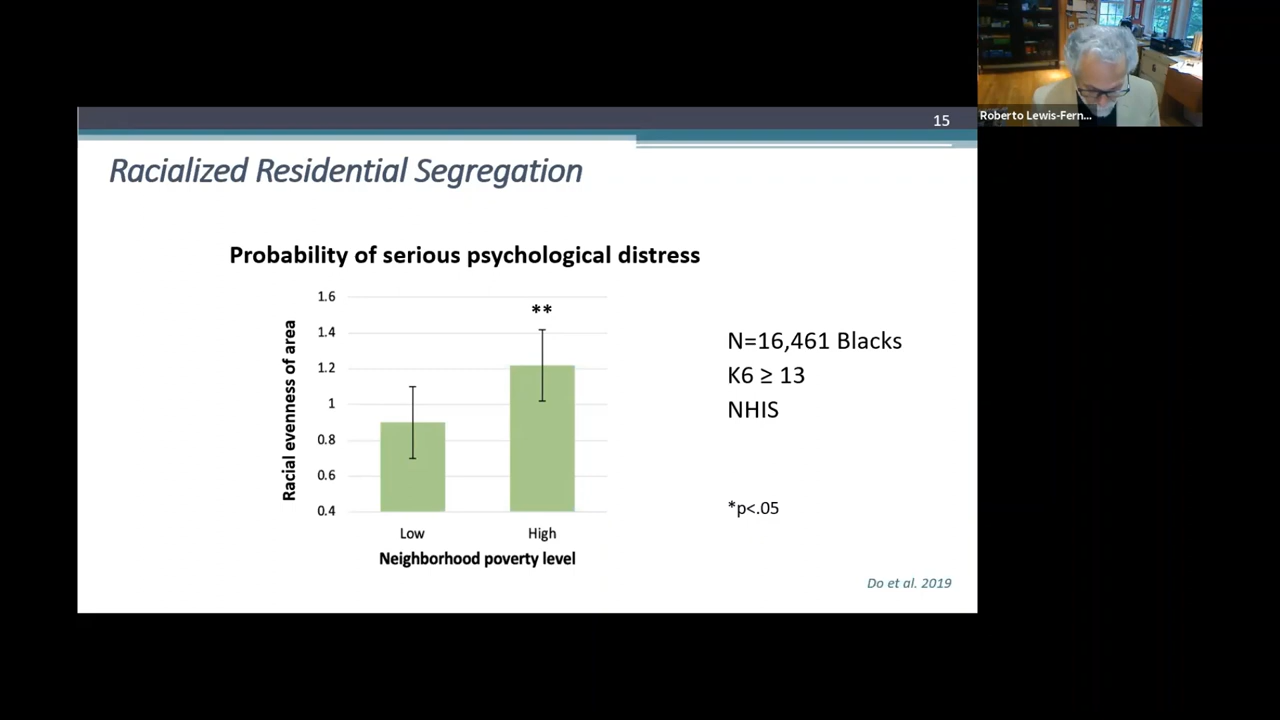 15
Roberto Lewis-Fern...
Racialized Residential Segregation
Probability of serious psychological distress
Racial evenness of area
1.6
1.4
1.2
1
0.8
0.6
0.4
**
Low
High
Neighborhood poverty level
N=16,461 Blacks
K6 ≥ 13
NHIS
*p<.05
Do et al. 2019